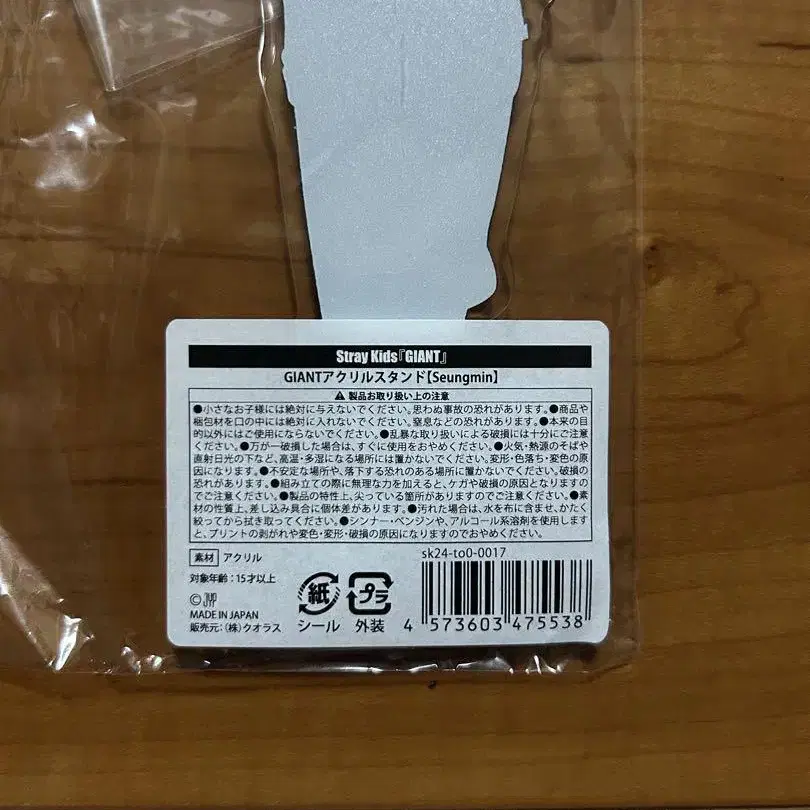 Stray Kids『GIANT』
GIANTアクリルスタンド【Seungmin】
⚠ 製品お取り扱い上の注意
●小さなお子様には絶対に与えないでください。思わぬ事故の恐れがあります。●商品や
梱包材を口の中には絶対に入れないでください。窒息などの恐れがあります。●本来の目
的以外にはご使用にならないでください。●乱暴な取り扱いによる破損には十分にご注意
ください。●万が一破損した場合は、すぐに使用をおやめください。●火気・熱源のそばや
直射日光の下など、高温・多湿になる場所には置かないでください。変形・色落ち・変色の原
因になります。●不安定な場所や、落下する恐れのある場所に置かないでください。破損の
恐れがあります。●組み立ての際に無理な力を加えると、ケガや破損の原因となりますの
でご注意ください。●製品の特性上、尖っている箇所がありますのでご注意ください。●素
材の性質上、差し込み具合に個体差があります。●汚れた場合は、水を布に含ませ、かたく
絞ってから拭き取ってください。●シンナー・ベンジンや、アルコール系溶剤を使用します
と、プリントの剥がれや変色・変形・破損の原因になりますのでおやめください。
素材 アクリル
対象年齢:15才以上
© JYP
MADE IN JAPAN
販売元:(株)クオラス
紙
シール
プラ
外装
sk24-to0-0017
4 573603 475538